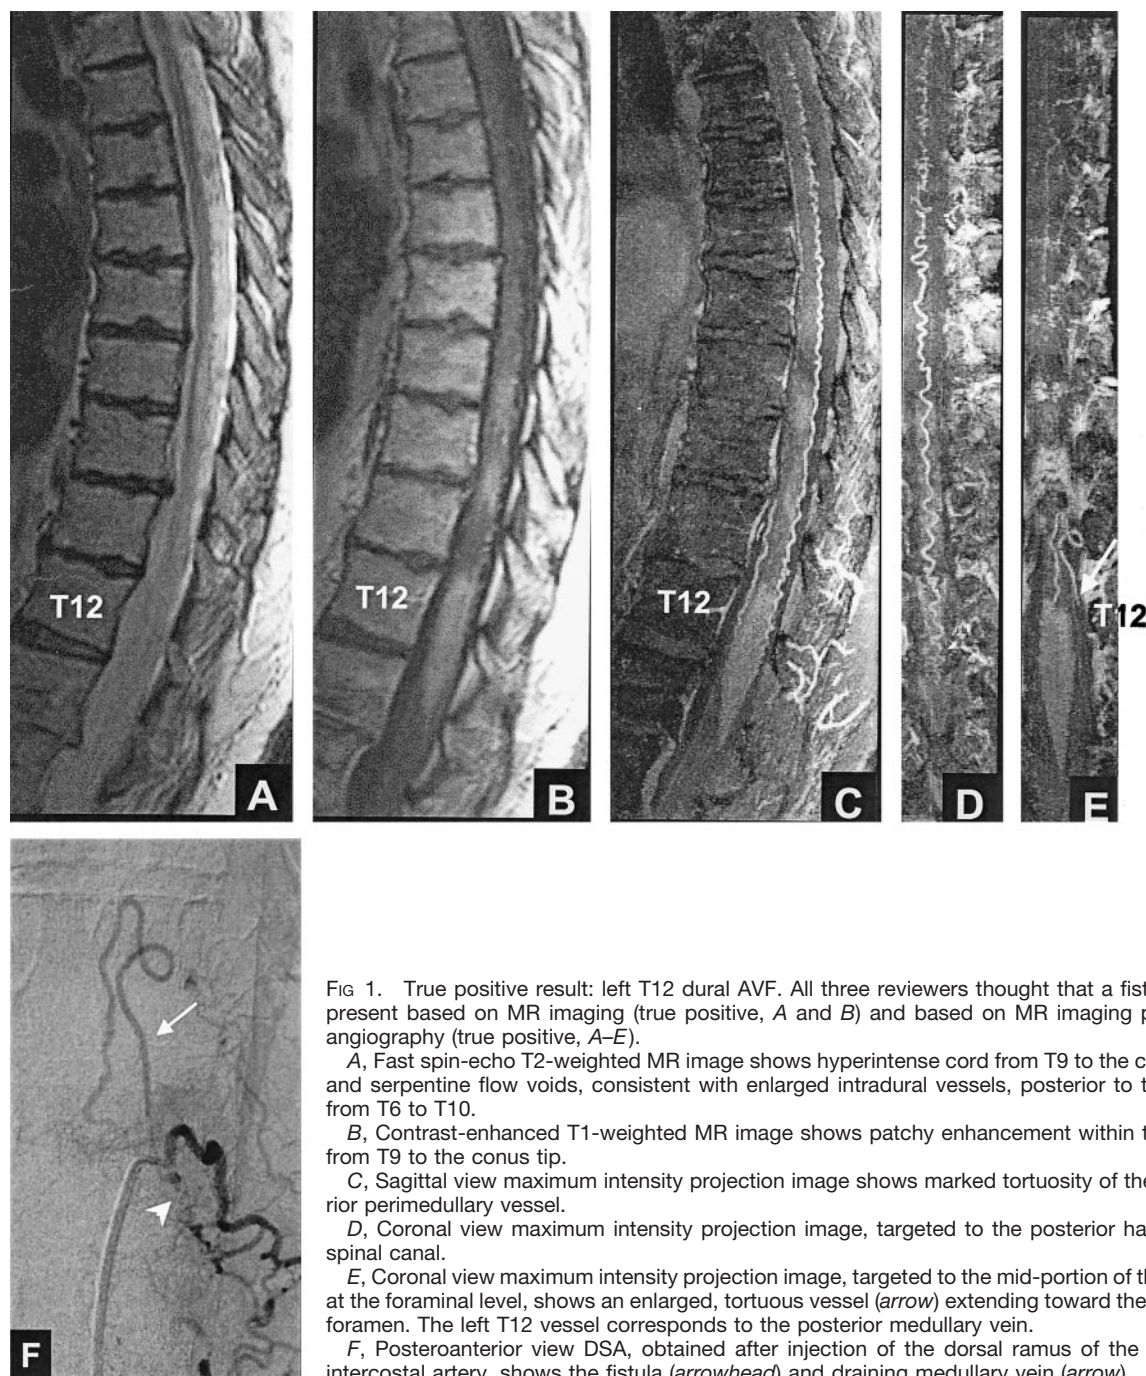 T12
A
T12
B
T12
C
D
T12
E
F
FIG 1. True positive result: left T12 dural AVF. All three reviewers thought that a fist
present based on MR imaging (true positive, A and B) and based on MR imaging p
angiography (true positive, A–E).
A, Fast spin-echo T2-weighted MR image shows hyperintense cord from T9 to the c
and serpentine flow voids, consistent with enlarged intradural vessels, posterior to t
from T6 to T10.
B, Contrast-enhanced T1-weighted MR image shows patchy enhancement within t
from T9 to the conus tip.
C, Sagittal view maximum intensity projection image shows marked tortuosity of the
rior perimedullary vessel.
D, Coronal view maximum intensity projection image, targeted to the posterior ha
spinal canal.
E, Coronal view maximum intensity projection image, targeted to the mid-portion of t
at the foraminal level, shows an enlarged, tortuous vessel (arrow) extending toward the
foramen. The left T12 vessel corresponds to the posterior medullary vein.
F, Posteroanterior view DSA, obtained after injection of the dorsal ramus of the
intercostal artery, shows the fistula (arrowhead) and draining medullary vein (arrow).